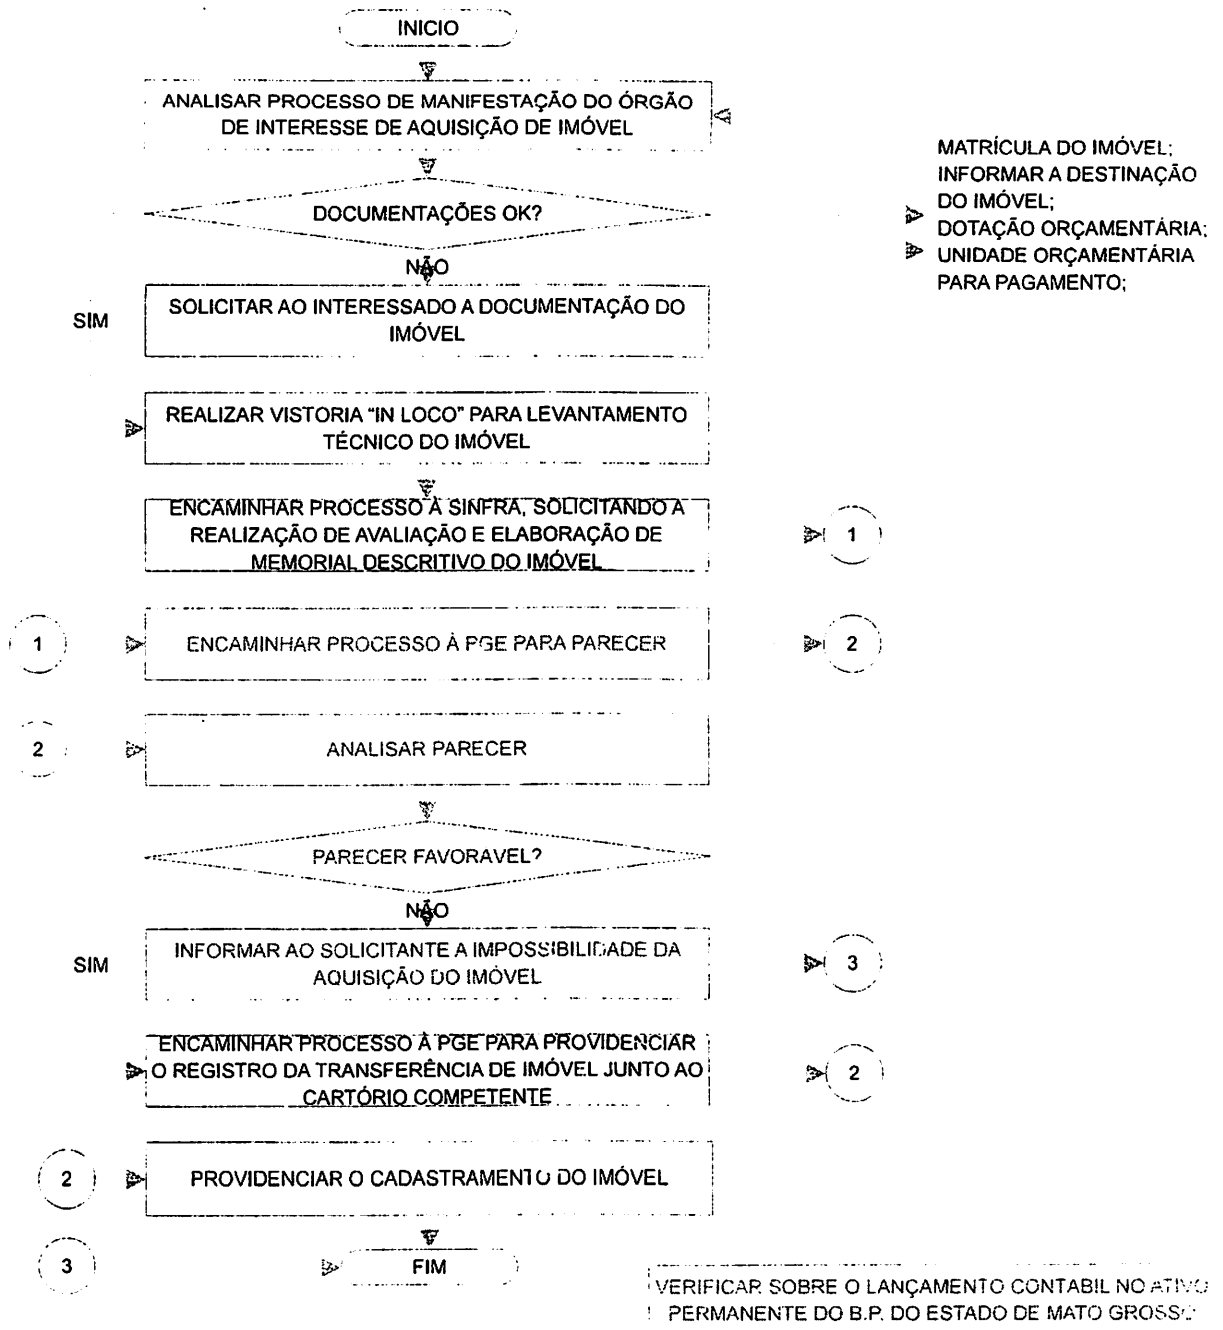 INICIO
ANALISAR PROCESSO DE MANIFESTAÇÃO DO ÓRGÃO
DE INTERESSE DE AQUISIÇÃO DE IMÓVEL
MATRÍCULA DO IMÓVEL;
INFORMAR A DESTINAÇÃO
DO IMÓVEL;
DOTAÇÃO ORÇAMENTÁRIA;
UNIDADE ORÇAMENTÁRIA
PARA PAGAMENTO;
DOCUMENTAÇÕES OK?
NÃO
SIM
SOLICITAR AO INTERESSADO A DOCUMENTAÇÃO DO
IMÓVEL
REALIZAR VISTORIA “IN LOCO” PARA LEVANTAMENTO
TÉCNICO DO IMÓVEL
ENCAMINHAR PROCESSO À SINFRA, SOLICITANDO A
REALIZAÇÃO DE AVALIAÇÃO E ELABORAÇÃO DE
MEMORIAL DESCRITIVO DO IMÓVEL
1
1
ENCAMINHAR PROCESSO À PGE PARA PARECER
2
2
ANALISAR PARECER
PARECER FAVORAVEL?
NÃO
SIM
INFORMAR AO SOLICITANTE A IMPOSSIBILIDADE DA
AQUISIÇÃO DO IMÓVEL
3
ENCAMINHAR PROCESSO À PGE PARA PROVIDENCIAR
O REGISTRO DA TRANSFERÊNCIA DE IMÓVEL JUNTO AO
CARTÓRIO COMPETENTE
2
2
PROVIDENCIAR O CADASTRAMENTO DO IMÓVEL
3
FIM
VERIFICAR SOBRE O LANÇAMENTO CONTABIL NO ATIVO
PERMANENTE DO B.P. DO ESTADO DE MATO GROSSO